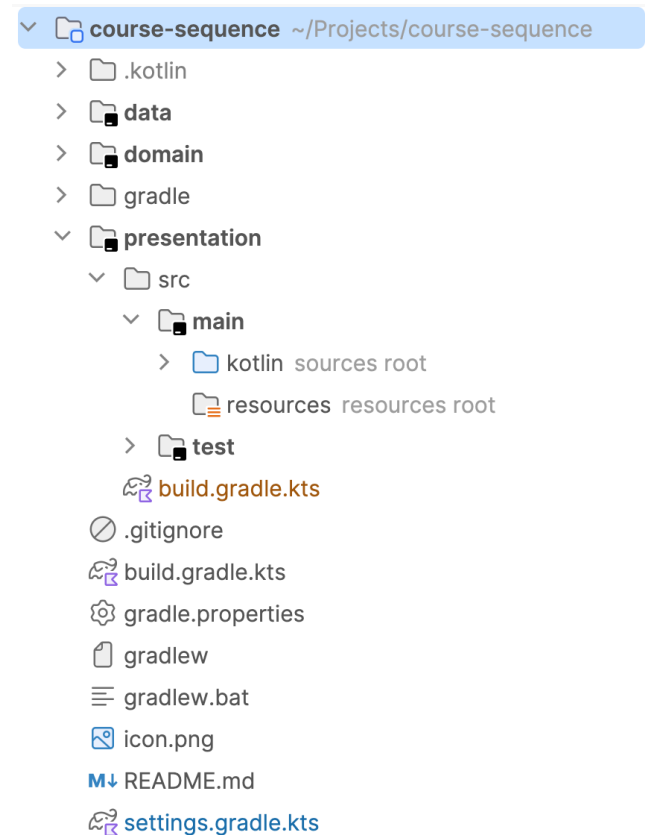 course-sequence ~/Projects/course-sequence
.kotlin
data
domain
gradle
presentation
src
main
kotlin sources root
resources resources root
test
build.gradle.kts
.gitignore
build.gradle.kts
gradle.properties
gradlew
gradlew.bat
icon.png
M↓ README.md
settings.gradle.kts